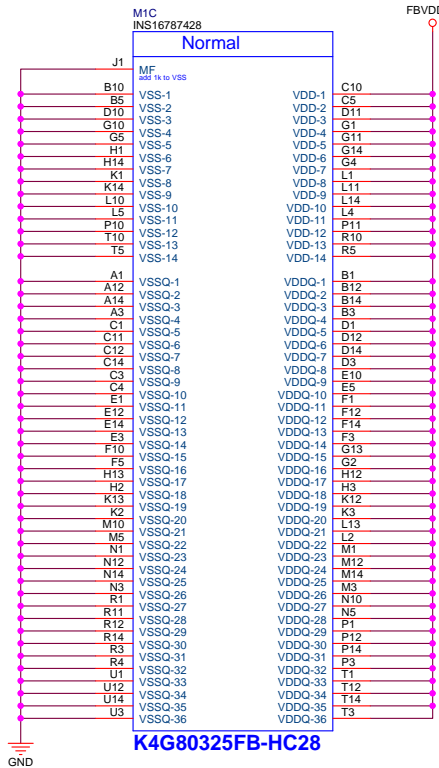 M1C
INS16787428
FBVDD
Normal
J1 MF
add 1k to VSS
B10 VSS-1 VDD-1 C10
B5 VSS-2 VDD-2 C5
D10 VSS-3 VDD-3 D11
G10 VSS-4 VDD-4 G1
G5 VSS-5 VDD-5 G11
H1 VSS-6 VDD-6 G14
H14 VSS-7 VDD-7 G4
K1 VSS-8 VDD-8 L1
K14 VSS-9 VDD-9 L11
L10 VSS-10 VDD-10 L14
L5 VSS-11 VDD-11 L4
P10 VSS-12 VDD-12 P11
T10 VSS-13 VDD-13 R10
T5 VSS-14 VDD-14 R5
A1 VSSQ-1 VDDQ-1 B1
A12 VSSQ-2 VDDQ-2 B12
A14 VSSQ-3 VDDQ-3 B14
A3 VSSQ-4 VDDQ-4 B3
C1 VSSQ-5 VDDQ-5 D1
C11 VSSQ-6 VDDQ-6 D12
C12 VSSQ-7 VDDQ-7 D14
C14 VSSQ-8 VDDQ-8 D3
C3 VSSQ-9 VDDQ-9 E10
C4 VSSQ-10 VDDQ-10 E5
E1 VSSQ-11 VDDQ-11 F1
E12 VSSQ-12 VDDQ-12 F12
E14 VSSQ-13 VDDQ-13 F14
E3 VSSQ-14 VDDQ-14 F3
F10 VSSQ-15 VDDQ-15 G13
F5 VSSQ-16 VDDQ-16 G2
H13 VSSQ-17 VDDQ-17 H12
H2 VSSQ-18 VDDQ-18 H3
K13 VSSQ-19 VDDQ-19 K12
K2 VSSQ-20 VDDQ-20 K3
M10 VSSQ-21 VDDQ-21 L13
M5 VSSQ-22 VDDQ-22 L2
N1 VSSQ-23 VDDQ-23 M1
N12 VSSQ-24 VDDQ-24 M12
N14 VSSQ-25 VDDQ-25 M14
N3 VSSQ-26 VDDQ-26 M3
R1 VSSQ-27 VDDQ-27 N10
R11 VSSQ-28 VDDQ-28 N5
R12 VSSQ-29 VDDQ-29 P1
R14 VSSQ-30 VDDQ-30 P12
R3 VSSQ-31 VDDQ-31 P14
R4 VSSQ-32 VDDQ-32 P3
U1 VSSQ-33 VDDQ-33 T1
U12 VSSQ-34 VDDQ-34 T12
U14 VSSQ-35 VDDQ-35 T14
U3 VSSQ-36 VDDQ-36 T3
K4G80325FB-HC28
GND